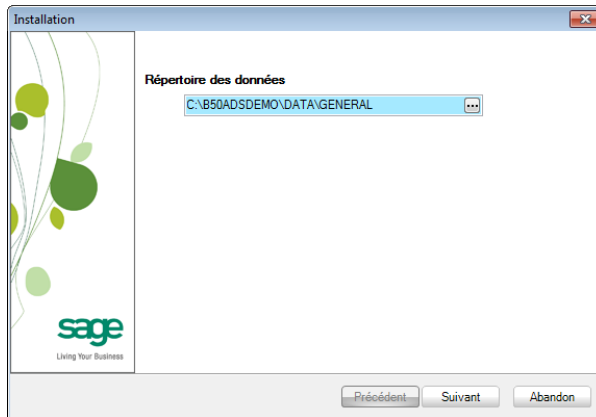 Installation
Répertoire des données
C:\B50ADSDEMO\DATA\GENERAL
...
sage
Living Your Business
Précédent
Suivant
Abandon